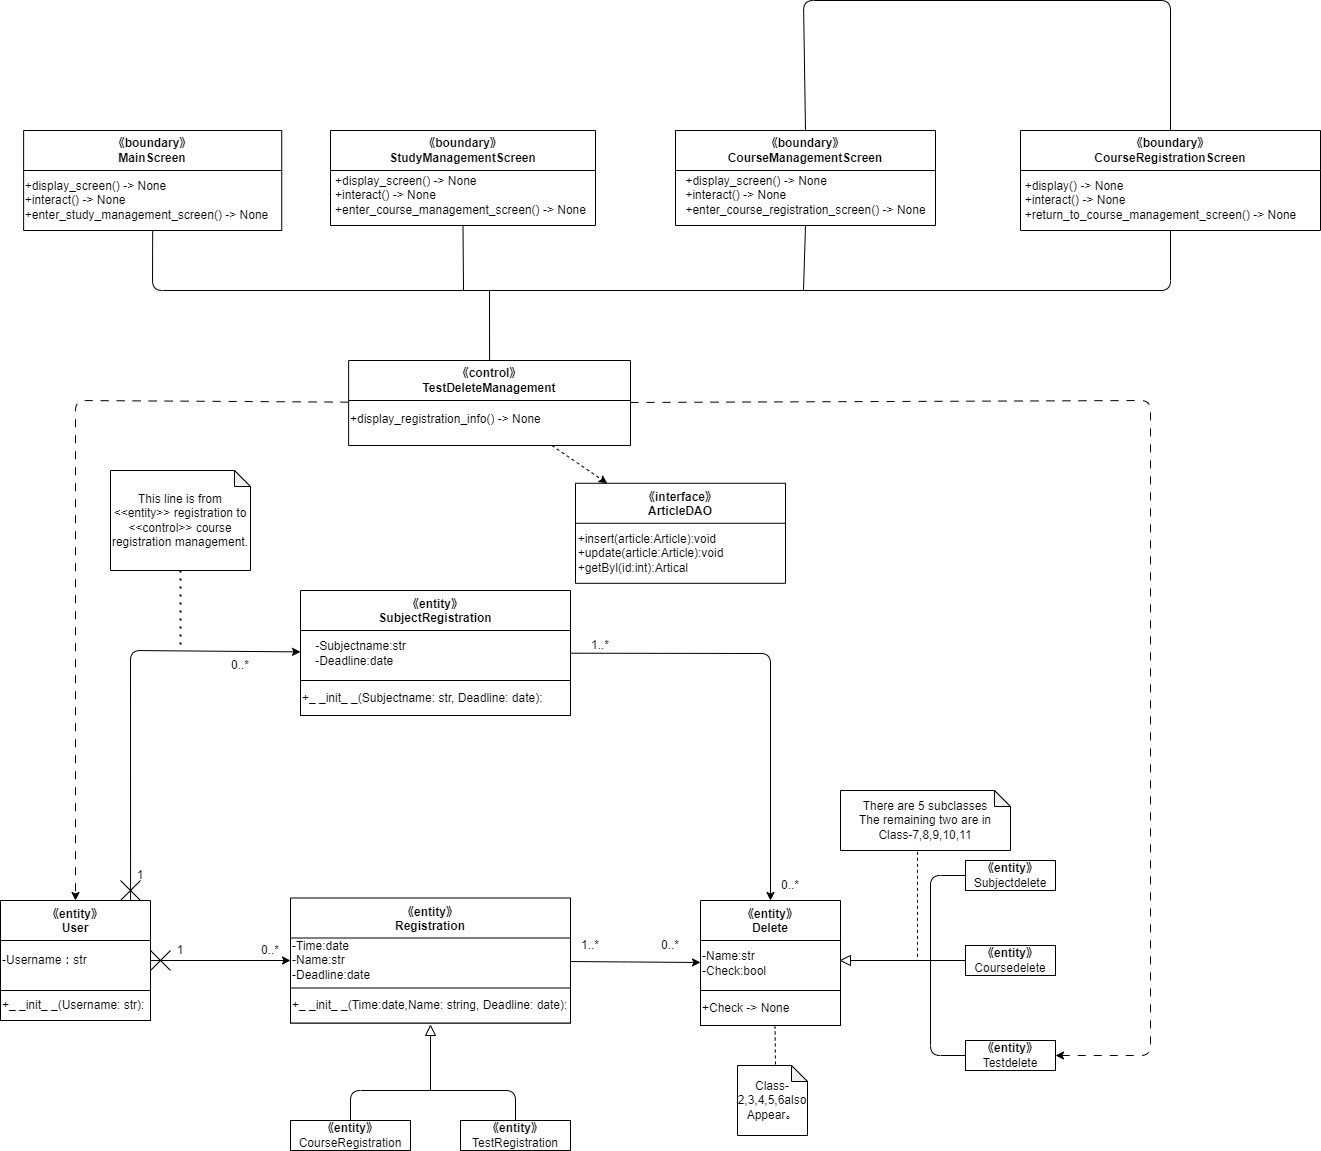 《boundary》
MainScreen
+display_screen() -> None
+interact() -> None
+enter_study_management_screen() -> None
《boundary》
StudyManagementScreen
+display_screen() -> None
+interact() -> None
+enter_course_management_screen() -> None
《boundary》
CourseManagementScreen
+display_screen() -> None
+interact() -> None
+enter_course_registration_screen() -> None
《boundary》
CourseRegistrationScreen
+display() -> None
+interact() -> None
+return_to_course_management_screen() -> None
《control》
TestDeleteManagement
+display_registration_info() -> None
This line is from
<<entity>> registration to
<<control>> course
registration management.
《interface》
ArticleDAO
+insert(article:Article):void
+update(article:Article):void
+getByI(id:int):Artical
《entity》
SubjectRegistration
-Subjectname:str
-Deadline:date
+_ _init_ _(Subjectname: str, Deadline: date):
0..*
1..*
1
0..*
There are 5 subclasses
The remaining two are in
Class-7,8,9,10,11
《entity》
User
-Username：str
+_ _init_ _(Username: str):
1
0..*
《entity》
Registration
-Time:date
-Name:str
-Deadline:date
+_ _init_ _(Time:date,Name: string, Deadline: date):
1..*
0..*
《entity》
Delete
-Name:str
-Check:bool
+Check -> None
《entity》
Subjectdelete
《entity》
Coursedelete
《entity》
Testdelete
Class-
2,3,4,5,6also
Appear。
《entity》
CourseRegistration
《entity》
TestRegistration